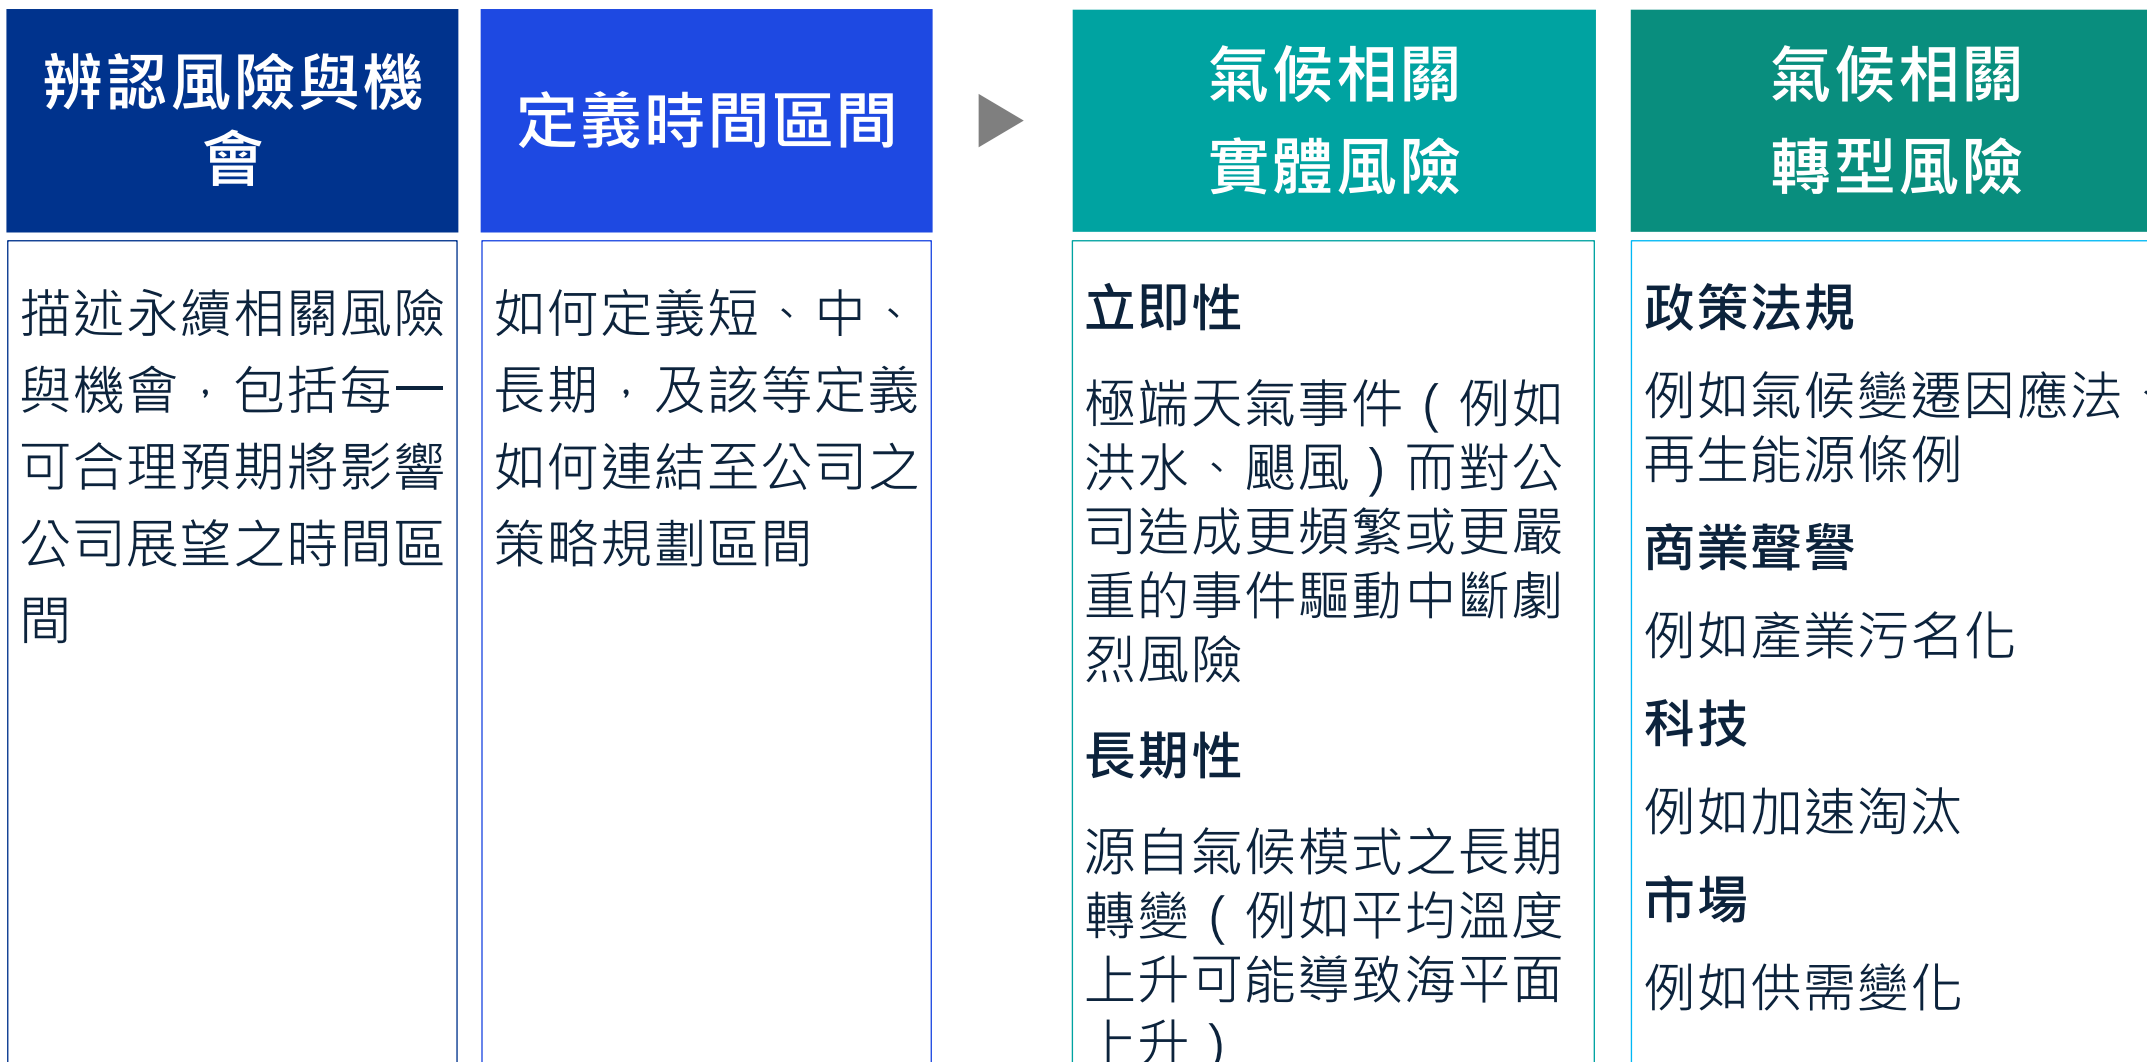 辨認風險與機
會
描述永續相關風險
與機會，包括每一
可合理預期將影響
公司展望之時間區
間
定義時間區間
如何定義短、中、
長期，及該等定義
如何連結至公司之
策略規劃區間
氣候相關
實體風險
立即性
極端天氣事件（例如
洪水、颶風）而對公
司造成更頻繁或更嚴
重的事件驅動中斷劇
烈風險
長期性
源自氣候模式之長期
轉變（例如平均溫度
上升可能導致海平面
上升）
氣候相關
轉型風險
政策法規
例如氣候變遷因應法、
再生能源條例
商業聲譽
例如產業污名化
科技
例如加速淘汰
市場
例如供需變化